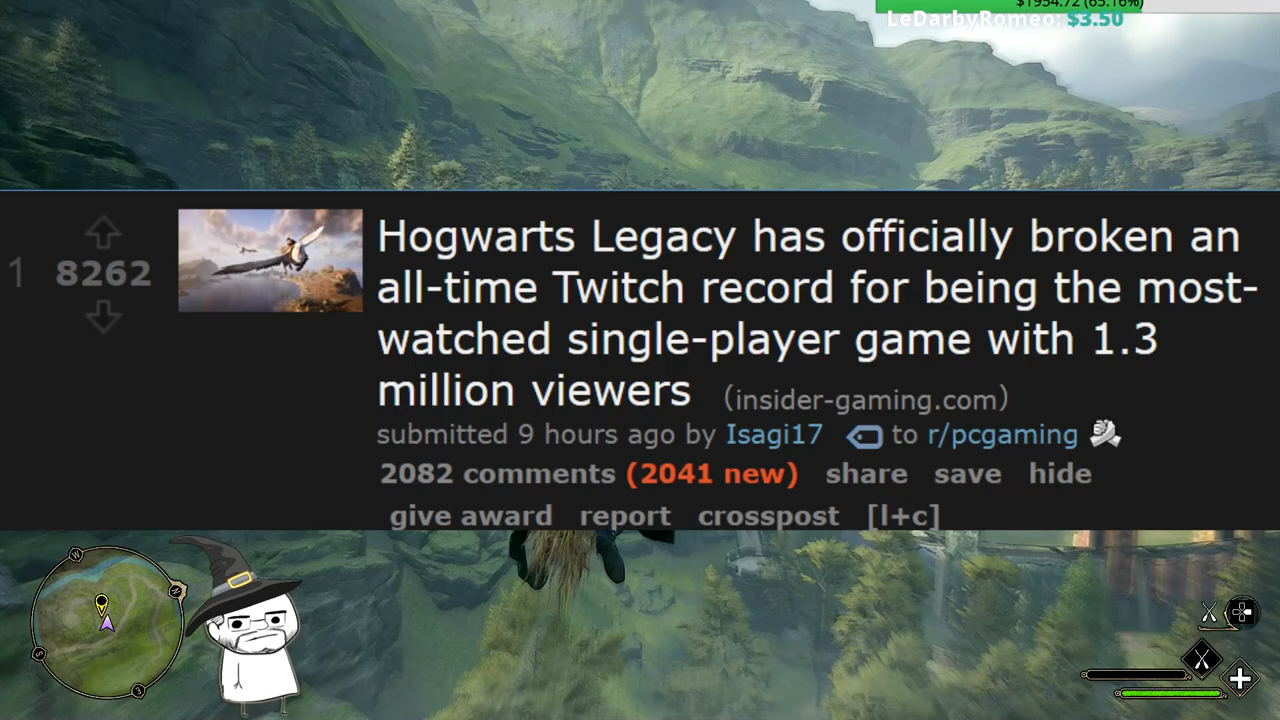 $1954.72 (65.16%)
LeDarbyRomeo: $3.50
1
8262
Hogwarts Legacy has officially broken an
all-time Twitch record for being the most-
watched single-player game with 1.3
million viewers (insider-gaming.com)
submitted 9 hours ago by Isagi17 to r/pcgaming
2082 comments (2041 new) share save hide
give award report crosspost [l+c]
W
N
S